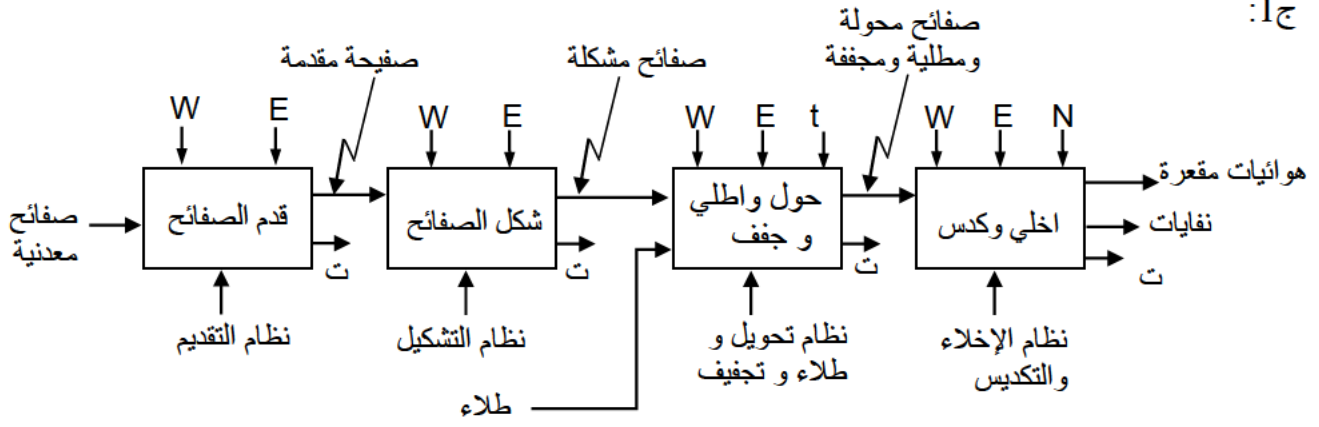 ج1:
صفائح محولة
ومطلية ومجففة
صفائح مشكلة
صفيحة مقدمة
W E
W E
W E t
W E N
صفائح
معدنية
قدم الصفائح
شكل الصفائح
حول واطلي
و جفف
اخلي وكدس
هوائيات مقعرة
نفايات
ت
ت
ت
ت
نظام التقديم
نظام التشكيل
نظام تحويل و
طلاء و تجفيف
نظام الإخلاء
والتكديس
طلاء